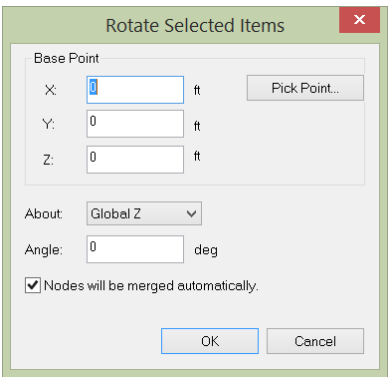 Rotate Selected Items
Base Point
X: 0 ft Pick Point...
Y: 0 ft
Z: 0 ft
About: Global Z
Angle: 0 deg
Nodes will be merged automatically.
OK Cancel